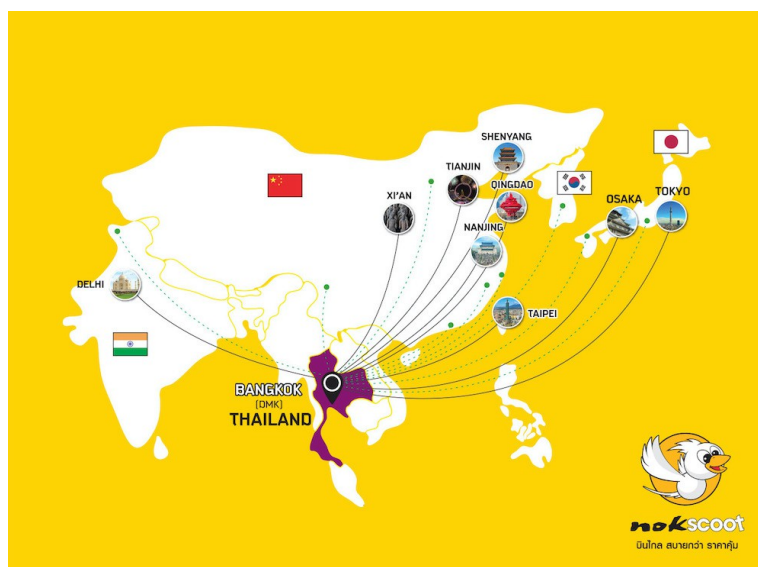 SHENYANG
TIANJIN
QINGDAO
XI'AN
OSAKA
TOKYO
NANJING
DELHI
TAIPEI
BANGKOK
(DMK)
THAILAND
nokscoot
บินไกล สบายกว่า ราคาคุ้ม